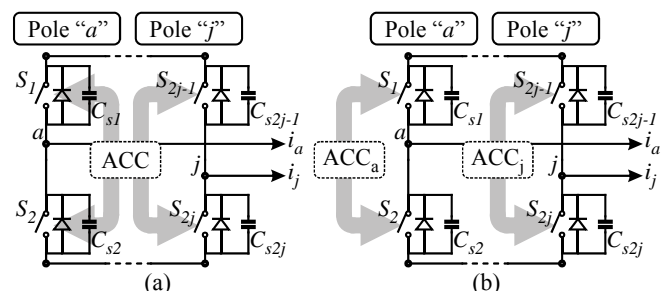 Pole “a”
Pole “j”
S1
Cs1
S2j-1
Cs2j-1
a
ACC
ia
j
ij
S2
Cs2
S2j
Cs2j
(a)
Pole “a”
Pole “j”
S1
Cs1
S2j-1
Cs2j-1
a
ACCa
ACCj
ia
j
ij
S2
Cs2
S2j
Cs2j
(b)